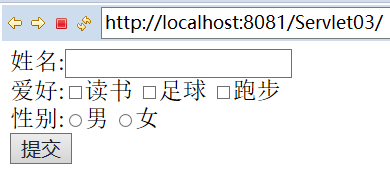 http://localhost:8081/Servlet03/
姓名:
爱好:读书 足球 跑步
性别:男 女
提交